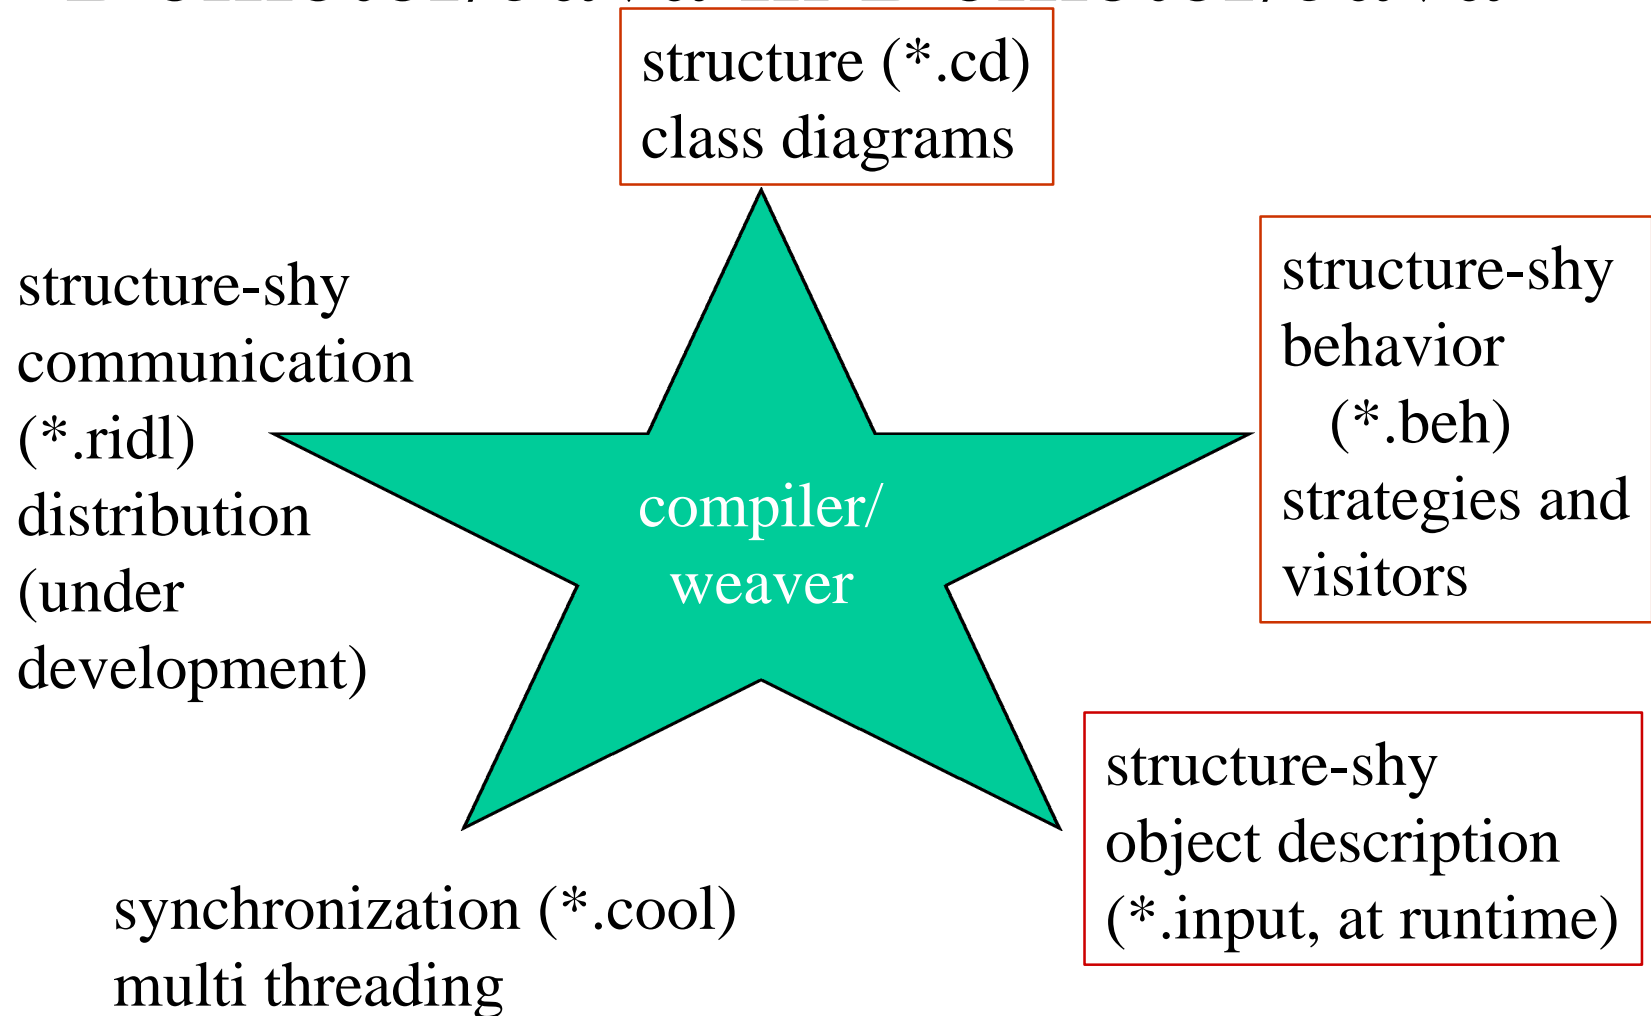 structure (*.cd)
class diagrams
structure-shy
communication
(*.ridl)
distribution
(under
development)
structure-shy
behavior
(*.beh)
strategies and
visitors
compiler/
weaver
structure-shy
object description
(*.input, at runtime)
synchronization (*.cool)
multi threading